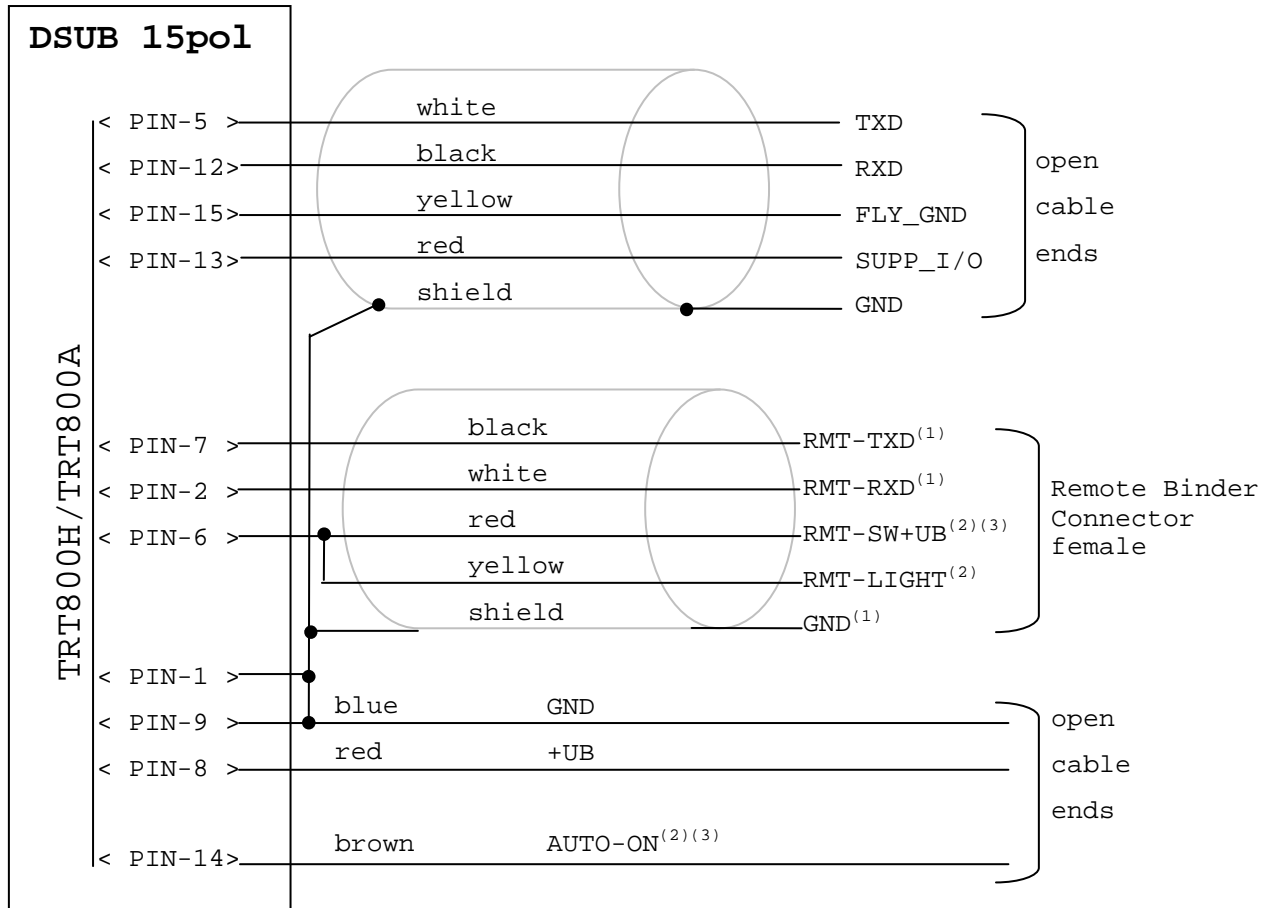 DSUB 15pol
TRT800H/TRT800A
< PIN-5 > white TXD
< PIN-12> black RXD
< PIN-15> yellow FLY_GND
< PIN-13> red SUPP_I/O
shield GND
open
cable
ends
< PIN-7 > black RMT-TXD(1)
< PIN-2 > white RMT-RXD(1)
< PIN-6 > red RMT-SW+UB(2)(3)
yellow RMT-LIGHT(2)
shield GND(1)
Remote Binder
Connector
female
< PIN-1 >
< PIN-9 > blue GND
< PIN-8 > red +UB
< PIN-14> brown AUTO-ON(2)(3)
open
cable
ends